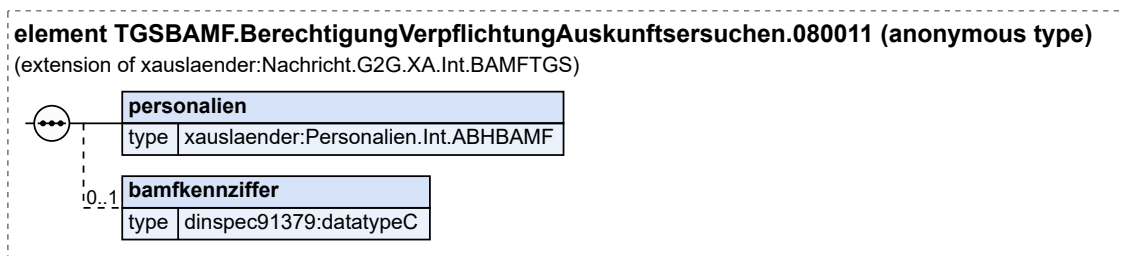 element TGSBAMF.BerechtigungVerpflichtungAuskunftsersuchen.080011 (anonymous type)
(extension of xauslaender:Nachricht.G2G.XA.Int.BAMFTGS)
personalien
type xauslaender:Personalien.Int.ABHBAMF
0..1 bamfkennziffer
type dinspec91379:datatypeC